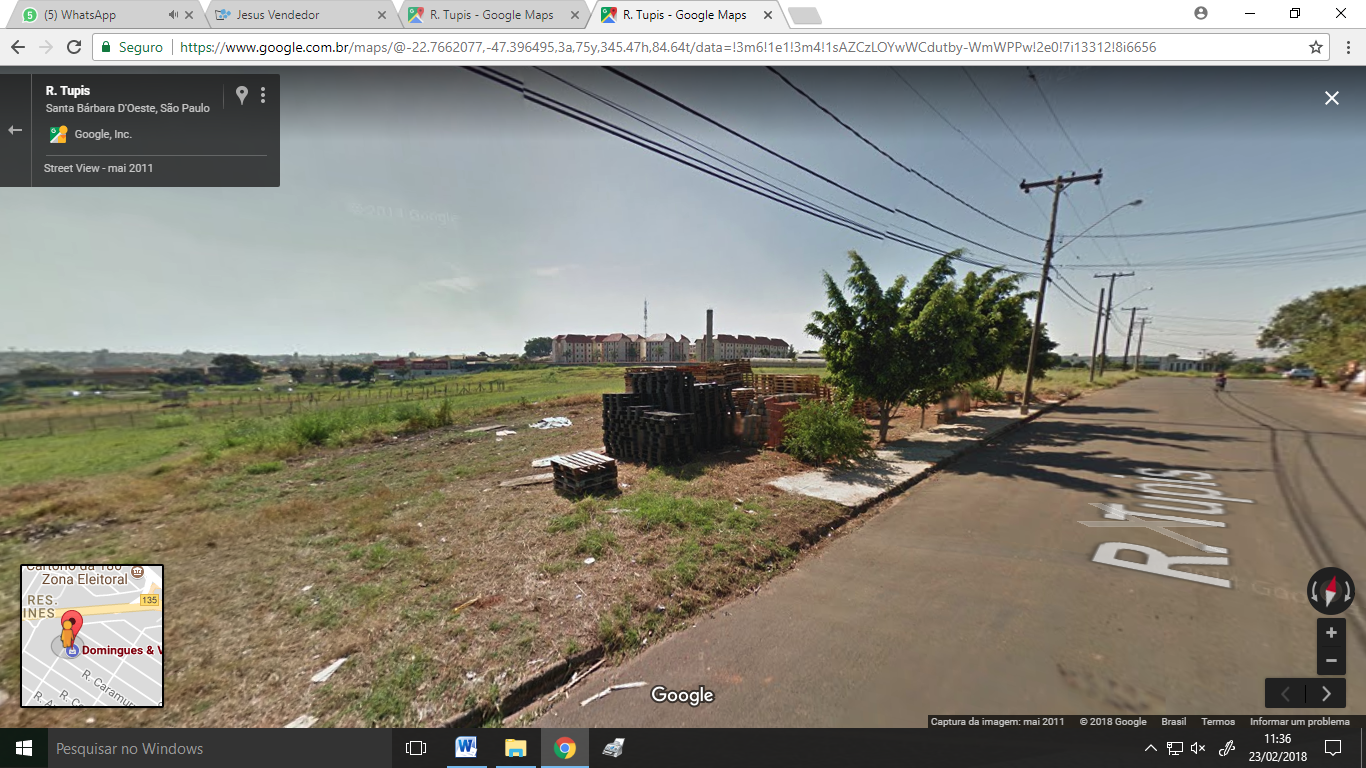 (5) WhatsApp
Jesus Vendedor
R. Tupis - Google Maps
R. Tupis - Google Maps
Seguro
https://www.google.com.br/maps/@-22.7662077,-47.396495,3a,75y,345.47h,84.64t/data=!3m6!1e1!3m4!1sAZCzLOYwWCdutby-WmWPPw!2e0!7i13312!8i6656
R. Tupis
Santa Bárbara D'Oeste, São Paulo
Google, Inc.
Street View - mai 2011
R. Tupis
Zona Eleitoral
RES.
INES
135
Domingues & V
R. Caramur
Google
Captura da imagem: mai 2011
© 2018 Google
Brasil
Termos
Informar um problema
Pesquisar no Windows
11:36
23/02/2018